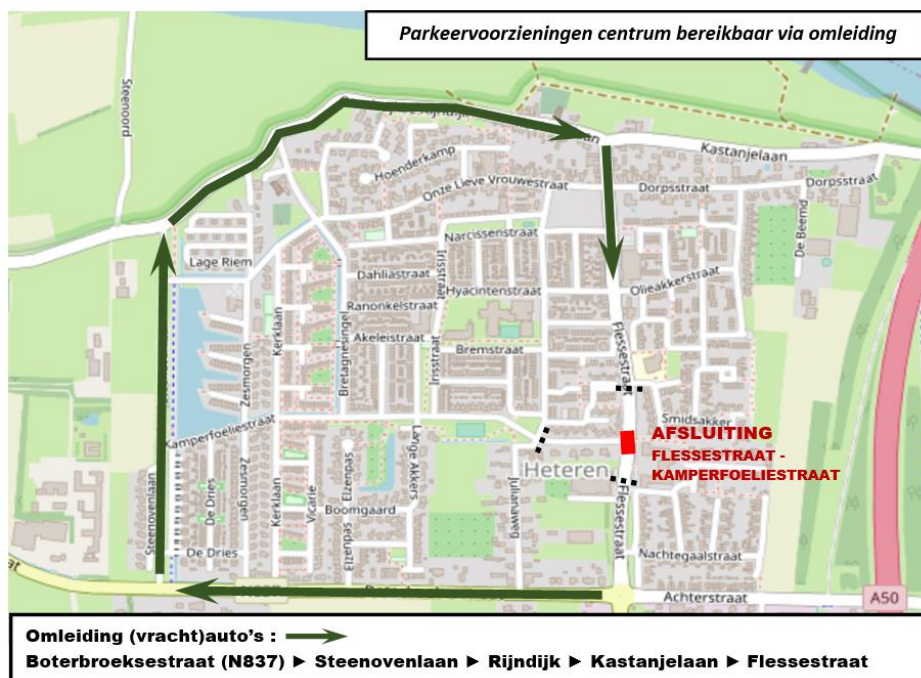 Parkeervoorzieningen centrum bereikbaar via omleiding
Steenoord
Rijndijk
Kastanjelaan
Hoenderkamp
Onze Lieve Vrouwestraat
Dorpsstraat
Dorpsstraat
De Beemd
Narcissenstraat
Lage Riem
Dahliastraat
Irisstraat
Olieakkerstraat
Hyacintenstraat
Ranonkelstraat
Kerklaan
Bretagnesingel
Akeleistraat
Irisstraat
Bremstraat
Flessestraat
Zesmorgen
Kamperfoeliestraat
Smidsakker
AFSLUITING
FLESSESTRAAT -
KAMPERFOELIESTRAAT
Heteren
Lange Akkers
Steenovenlaan
De Dries
Zesmorgen
Kerklaan
Vicarie
Elzenpas
Boomgaard
Elzenpas
Julianaweg
Flessestraat
Nachtegaalstraat
De Dries
Achterstraat
A50
Omleiding (vracht)auto's :
Boterbroeksestraat (N837) ► Steenovenlaan ► Rijndijk ► Kastanjelaan ► Flessestraat